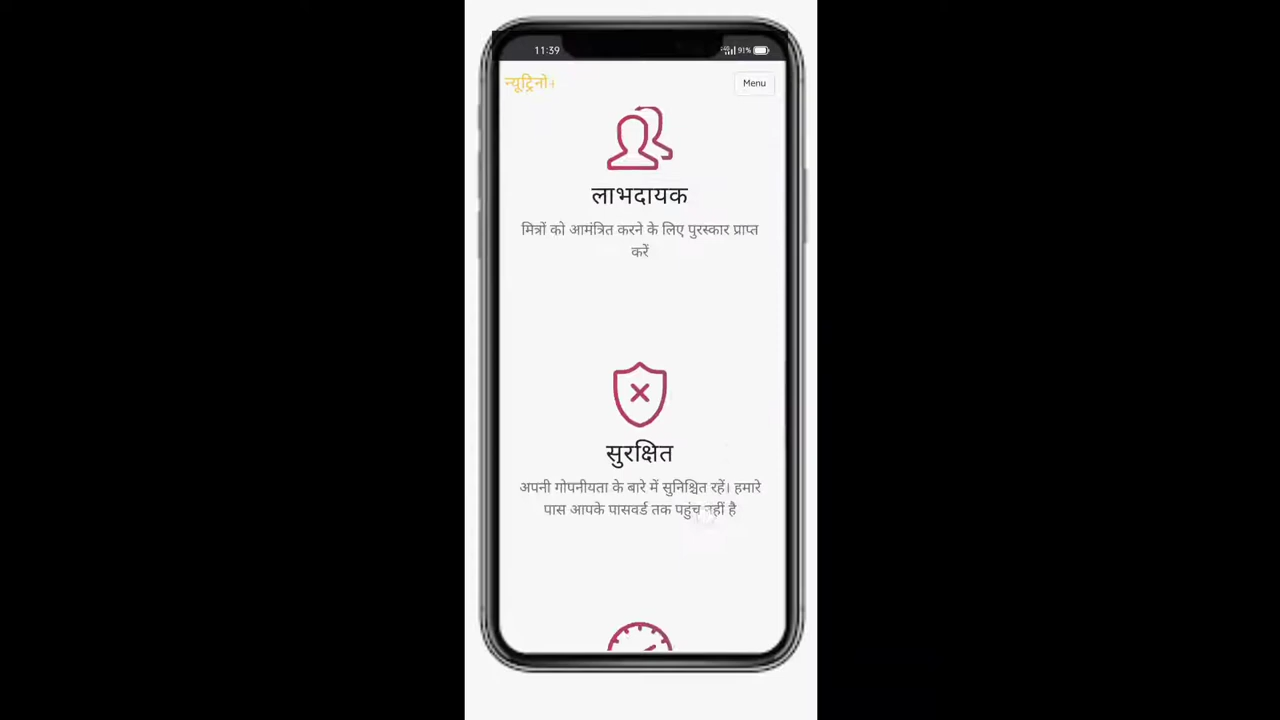 11:39
91%
न्यूट्रिनो+
Menu
लाभदायक
मित्रों को आमंत्रित करने के लिए पुरस्कार प्राप्त
करें
सुरक्षित
अपनी गोपनीयता के बारे में सुनिश्चित रहें। हमारे
पास आपके पासवर्ड तक पहुंच नहीं है